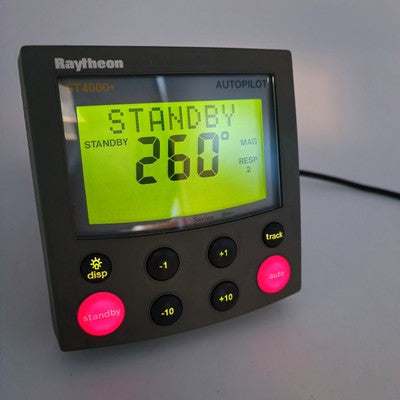 Raytheon
ST4000+ AUTOPILOT
STANDBY
STANDBY 260° MAG
RESP
2
disp -1 +1 track
standby -10 +10 auto